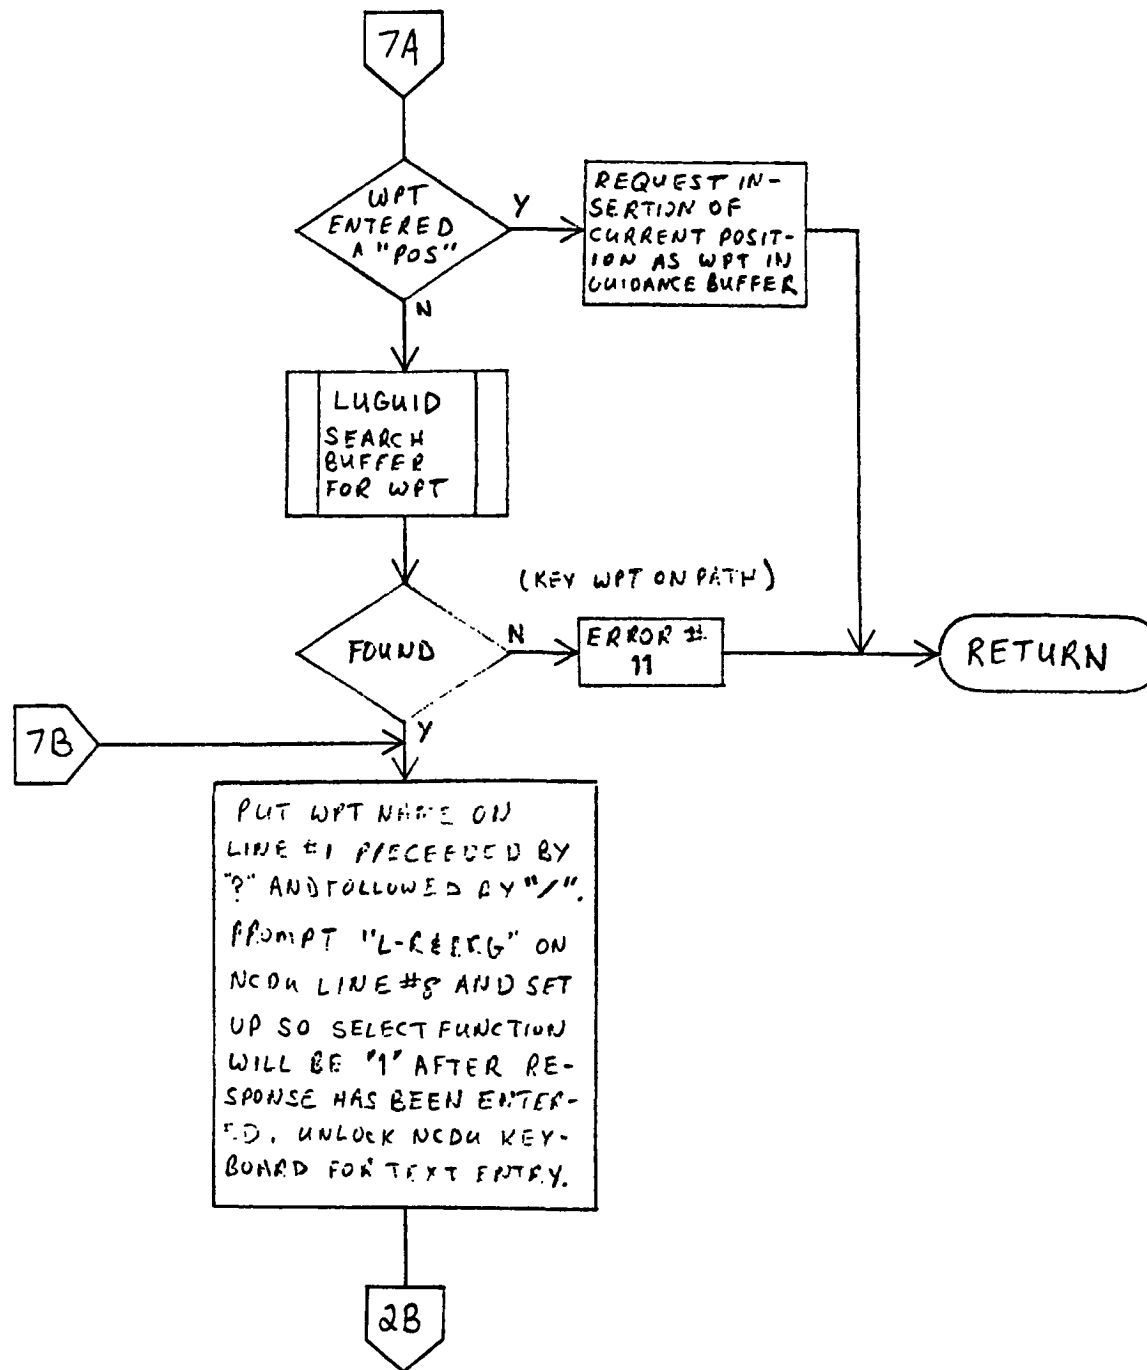 7A
WPT
ENTERED
A "POS"
Y
REQUEST IN-
SERTION OF
CURRENT POSIT-
ION AS WPT IN
GUIDANCE BUFFER
N
LUGUID
SEARCH
BUFFER
FOR WPT
(KEY WPT ON PATH)
FOUND
N
ERROR #
11
RETURN
Y
7B
PUT WPT NAME ON
LINE #1 PRECEEDED BY
"?" AND FOLLOWED BY "/".
PROMPT ON
NCDU LINE #8 AND SET
UP SO SELECT FUNCTION
WILL BE "1" AFTER RE-
SPONSE HAS BEEN ENTER-
ED. UNLOCK NCDU KEY-
BOARD FOR TEXT ENTRY.
2B